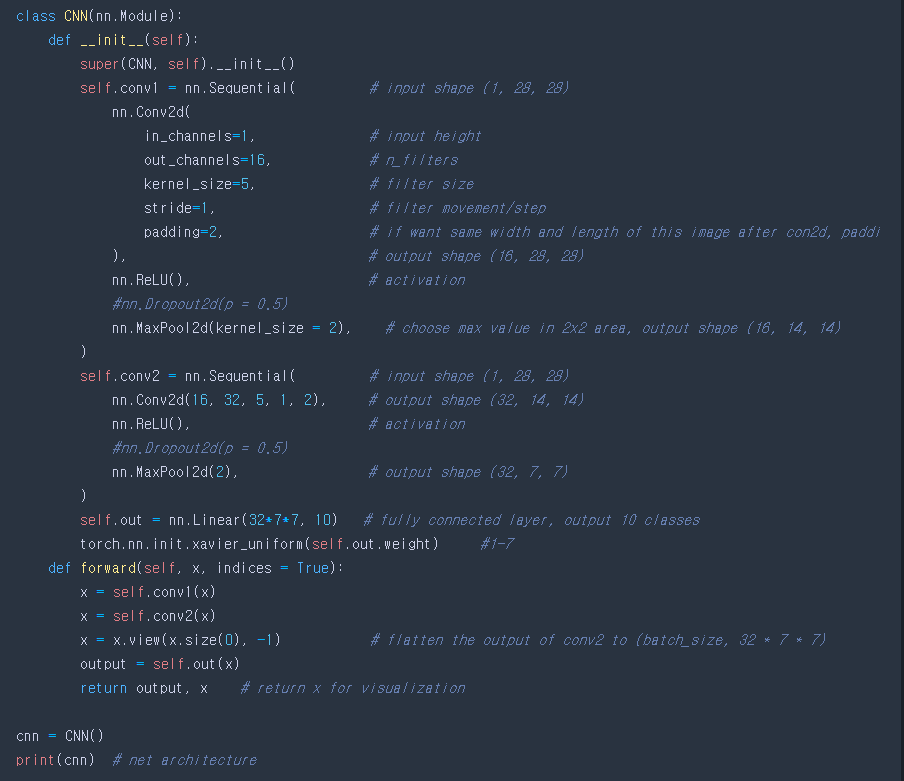 class CNN(nn.Module):
    def __init__(self):
        super(CNN, self).__init__()
        self.conv1 = nn.Sequential(         # input shape (1, 28, 28)
            nn.Conv2d(
                in_channels=1,              # input height
                out_channels=16,            # n_filters
                kernel_size=5,              # filter size
                stride=1,                   # filter movement/step
                padding=2,                  # if want same width and length of this image after con2d, paddi
            ),                              # output shape (16, 28, 28)
            nn.ReLU(),                      # activation
            #nn.Dropout2d(p = 0.5)
            nn.MaxPool2d(kernel_size = 2),    # choose max value in 2x2 area, output shape (16, 14, 14)
        )
        self.conv2 = nn.Sequential(         # input shape (1, 28, 28)
            nn.Conv2d(16, 32, 5, 1, 2),     # output shape (32, 14, 14)
            nn.ReLU(),                      # activation
            #nn.Dropout2d(p = 0.5)
            nn.MaxPool2d(2),                # output shape (32, 7, 7)
        )
        self.out = nn.Linear(32*7*7, 10)   # fully connected layer, output 10 classes
        torch.nn.init.xavier_uniform(self.out.weight)     #1-7
    def forward(self, x, indices = True):
        x = self.conv1(x)
        x = self.conv2(x)
        x = x.view(x.size(0), -1)           # flatten the output of conv2 to (batch_size, 32 * 7 * 7)
        output = self.out(x)
        return output, x    # return x for visualization
cnn = CNN()
print(cnn)  # net architecture